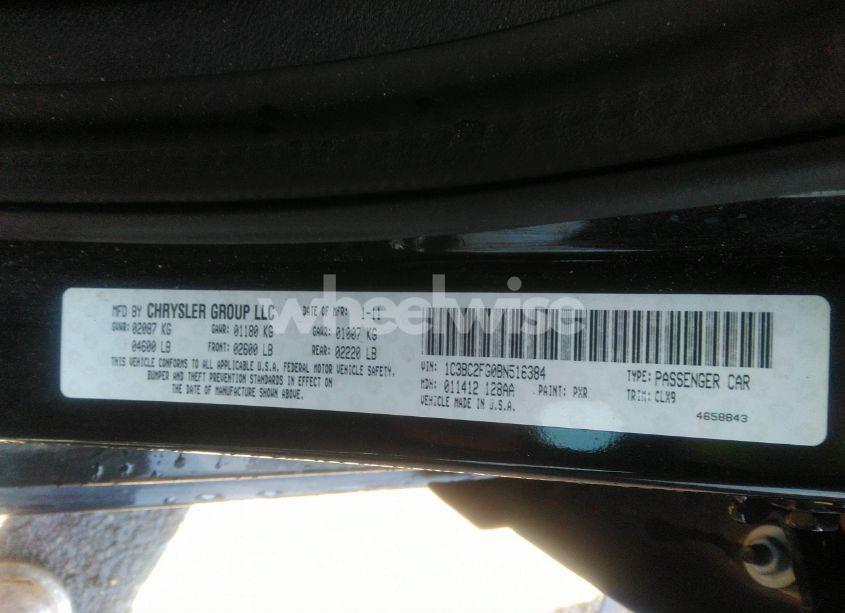 MFD BY CHRYSLER GROUP LLC DATE OF MFR: 1-11
GVWR: 02087 KG GAWR: 01180 KG GAWR: 01007 KG
04600 LB FRONT: 02600 LB REAR: 02220 LB
THIS VEHICLE CONFORMS TO ALL APPLICABLE U.S.A. FEDERAL MOTOR VEHICLE SAFETY,
BUMPER AND THEFT PREVENTION STANDARDS IN EFFECT ON
THE DATE OF MANUFACTURE SHOWN ABOVE.
VIN: 1C3BC2FG0BN516384 TYPE: PASSENGER CAR
MDH: 011412 128AA PAINT: PXR TRIM: CLX9
VEHICLE MADE IN U.S.A. 4658843
wheelwise